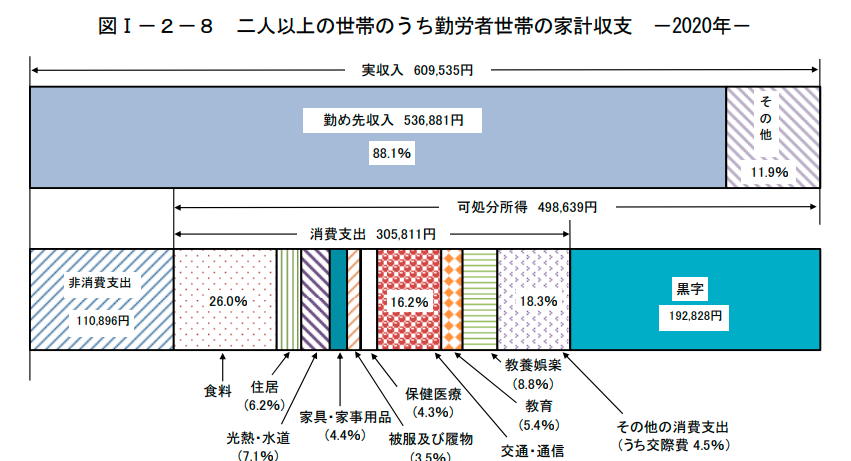 図Ⅰ－２－８　二人以上の世帯のうち勤労者世帯の家計収支　－2020年－
実収入　609,535円
勤め先収入　536,881円
88.1%
その他
11.9%
可処分所得　498,639円
消費支出　305,811円
非消費支出
110,896円
26.0%
16.2%
18.3%
黒字
192,828円
食料
住居
(6.2%)
光熱・水道
(7.1%)
家具・家事用品
(4.4%)
被服及び履物
(3.5%)
保健医療
(4.3%)
交通・通信
教育
(5.4%)
教養娯楽
(8.8%)
その他の消費支出
(うち交際費 4.5%)